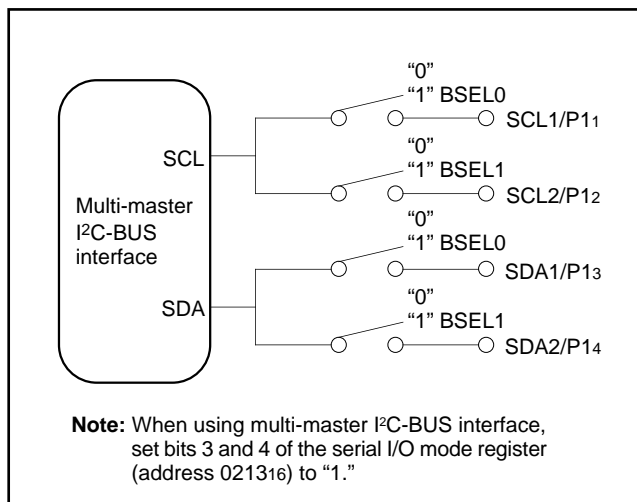 “0”
“1” BSEL0
SCL1/P11
“0”
“1” BSEL1
SCL2/P12
SCL
Multi-master
I2C-BUS
interface
“0”
“1” BSEL0
SDA1/P13
SDA
“0”
“1” BSEL1
SDA2/P14
Note: When using multi-master I2C-BUS interface,
set bits 3 and 4 of the serial I/O mode register
(address 021316) to “1.”